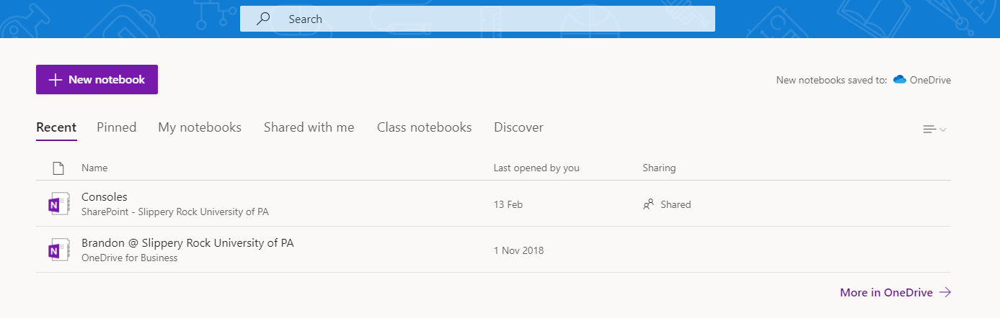 Search
New notebook
New notebooks saved to: OneDrive
Recent Pinned My notebooks Shared with me Class notebooks Discover
Name Last opened by you Sharing
N Consoles 13 Feb Shared
SharePoint - Slippery Rock University of PA
N Brandon @ Slippery Rock University of PA 1 Nov 2018
OneDrive for Business
More in OneDrive